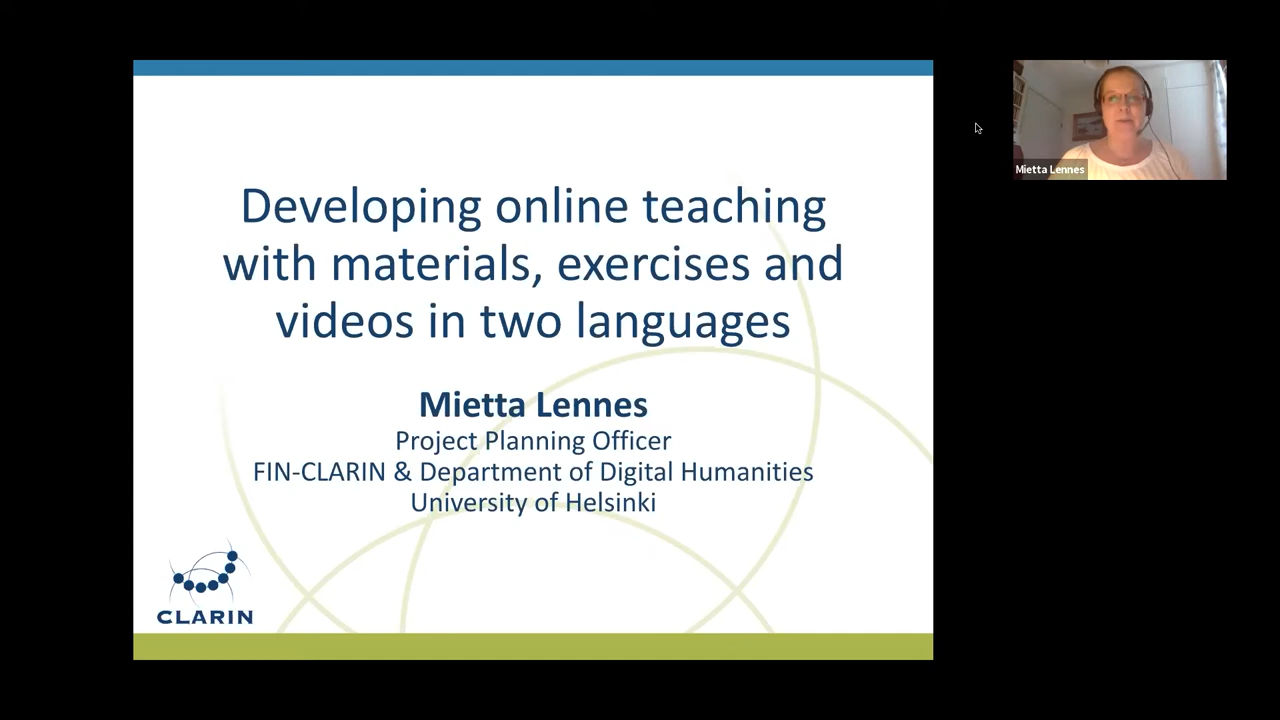 Developing online teaching
with materials, exercises and
videos in two languages
Mietta Lennes
Project Planning Officer
FIN-CLARIN & Department of Digital Humanities
University of Helsinki
CLARIN
Mietta Lennes